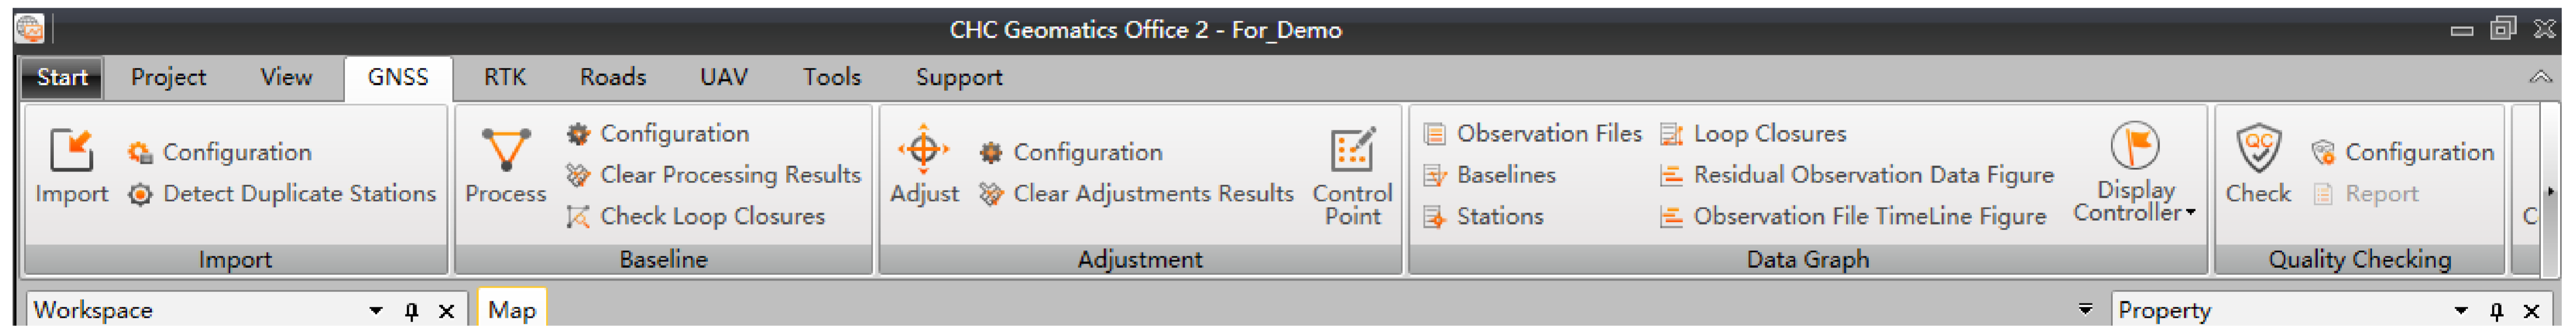 CHC Geomatics Office 2 - For_Demo
Start Project View GNSS RTK Roads UAV Tools Support
Import
Configuration
Detect Duplicate Stations
Import
Process
Configuration
Clear Processing Results
Check Loop Closures
Baseline
Adjust
Configuration
Clear Adjustments Results
Control
Point
Adjustment
Observation Files
Baselines
Stations
Loop Closures
Residual Observation Data Figure
Observation File TimeLine Figure
Display
Controller
Data Graph
QC
Check
Configuration
Report
Quality Checking
C
Workspace
Map
Property